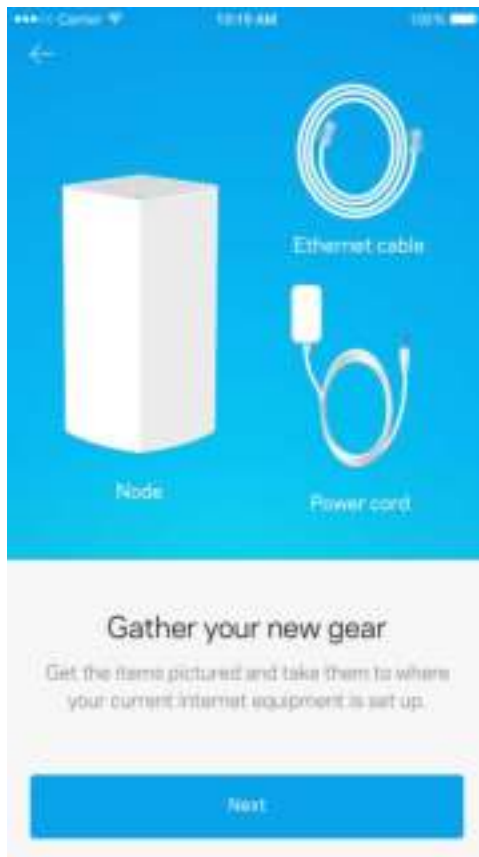 Carrier 10:19 AM 100%
Ethernet cable
Node
Power cord
Gather your new gear
Get the items pictured and take them to where
your current internet equipment is set up.
Next